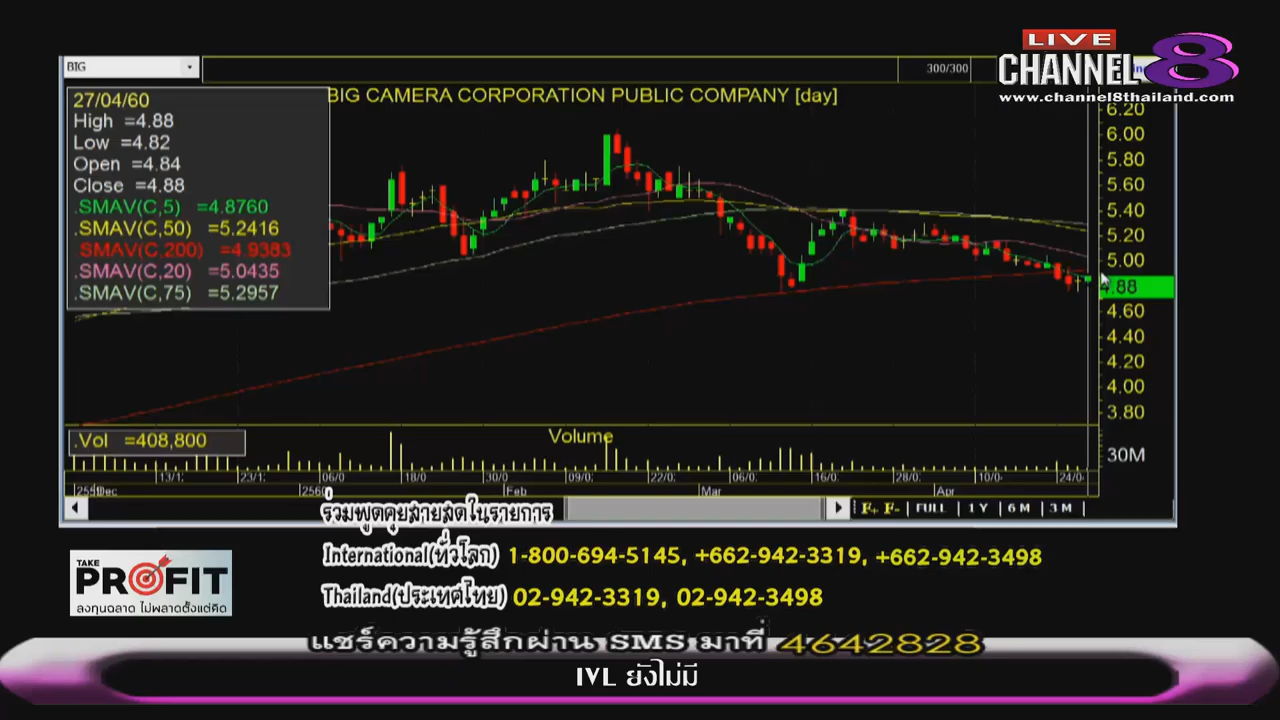 LIVE
CHANNEL 8
www.channel8thailand.com
BIG
300/300
BIG CAMERA CORPORATION PUBLIC COMPANY [day]
27/04/60
High =4.88
Low =4.82
Open =4.84
Close =4.88
.SMAV(C,5) =4.8760
.SMAV(C,50) =5.2416
.SMAV(C,200) =4.9383
.SMAV(C,20) =5.0435
.SMAV(C,75) =5.2957
6.20
6.00
5.80
5.60
5.40
5.20
5.00
4.88
4.60
4.40
4.20
4.00
3.80
.Vol =408,800
Volume
30M
13/1; 23/1; 06/0 18/0 30/0 09/0; 22/0; 06/0; 16/0; 28/0; 10/0 24/0
Dec 2560 Feb Mar Apr
F+ F- FULL 1 Y 6 M 3 M
ร่วมพูดคุยสายสดในรายการ
International(ทั่วโลก) 1-800-694-5145, +662-942-3319, +662-942-3498
Thailand(ประเทศไทย) 02-942-3319, 02-942-3498
TAKE
PROFIT
ลงทุนฉลาด ไม่พลาดตั้งแต่คิด
แชร์ความรู้สึกผ่าน SMS มาที่ 4642828
IVL ยังไม่มี